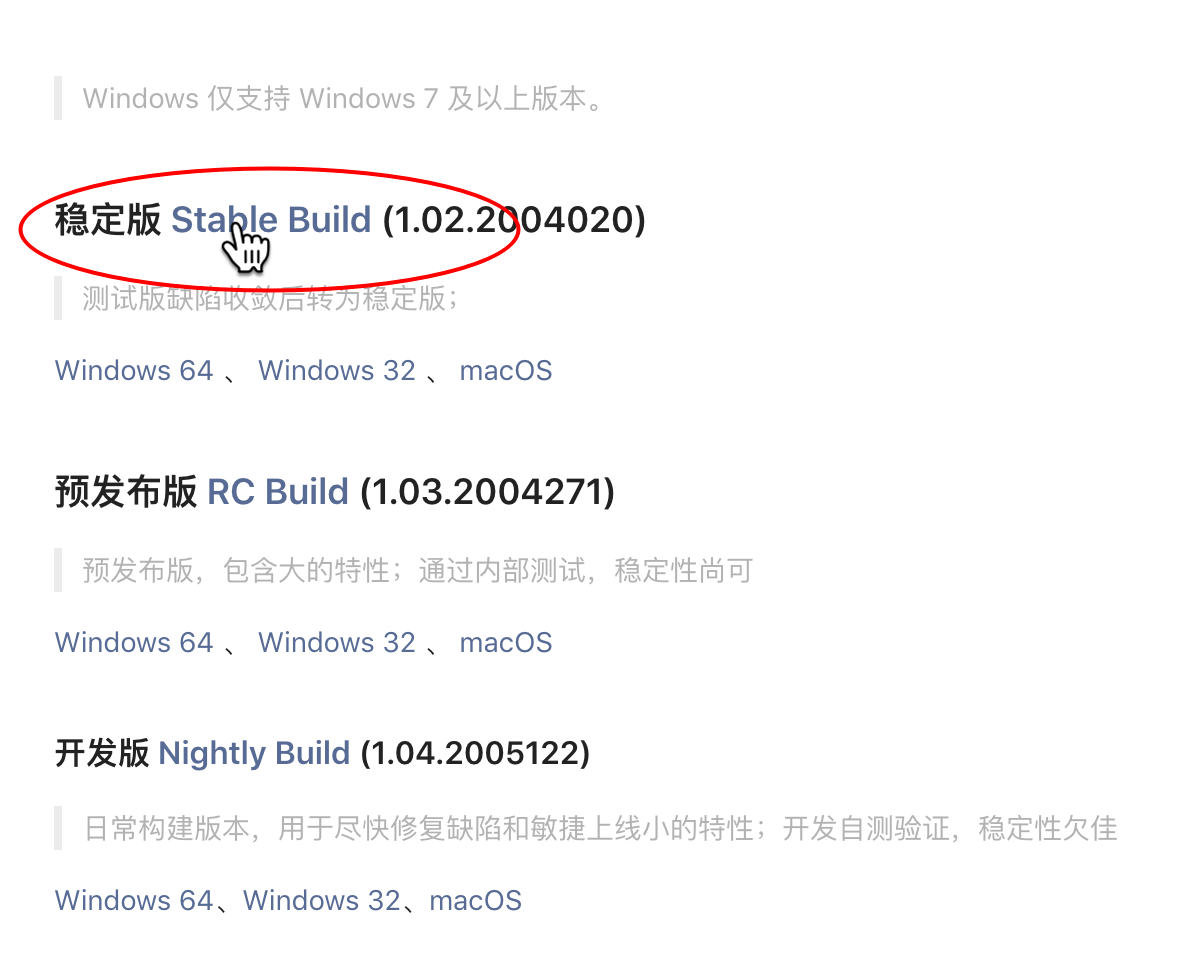 Windows 仅支持 Windows 7 及以上版本。
稳定版 Stable Build (1.02.2004020)
测试版缺陷收敛后转为稳定版；
Windows 64 、 Windows 32 、 macOS
预发布版 RC Build (1.03.2004271)
预发布版，包含大的特性；通过内部测试，稳定性尚可
Windows 64 、 Windows 32 、 macOS
开发版 Nightly Build (1.04.2005122)
日常构建版本，用于尽快修复缺陷和敏捷上线小的特性；开发自测验证，稳定性欠佳
Windows 64、Windows 32、macOS